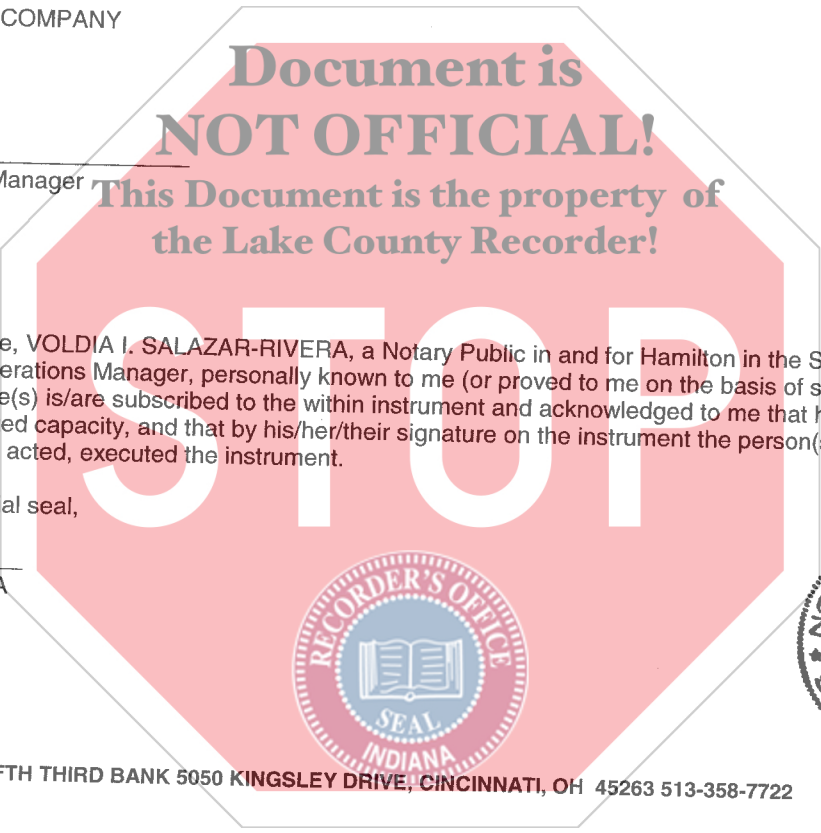 COMPANY
Document is
NOT OFFICIAL!
Manager
This Document is the property of
the Lake County Recorder!
STOP
e, VOLDIA I. SALAZAR-RIVERA, a Notary Public in and for Hamilton in the S
erations Manager, personally known to me (or proved to me on the basis of s
e(s) is/are subscribed to the within instrument and acknowledged to me that h
ed capacity, and that by his/her/their signature on the instrument the person(s
acted, executed the instrument.
al seal,
A
RECORDER'S OFFICE
SEAL
INDIANA
FTH THIRD BANK 5050 KINGSLEY DRIVE, CINCINNATI, OH 45263 513-358-7722